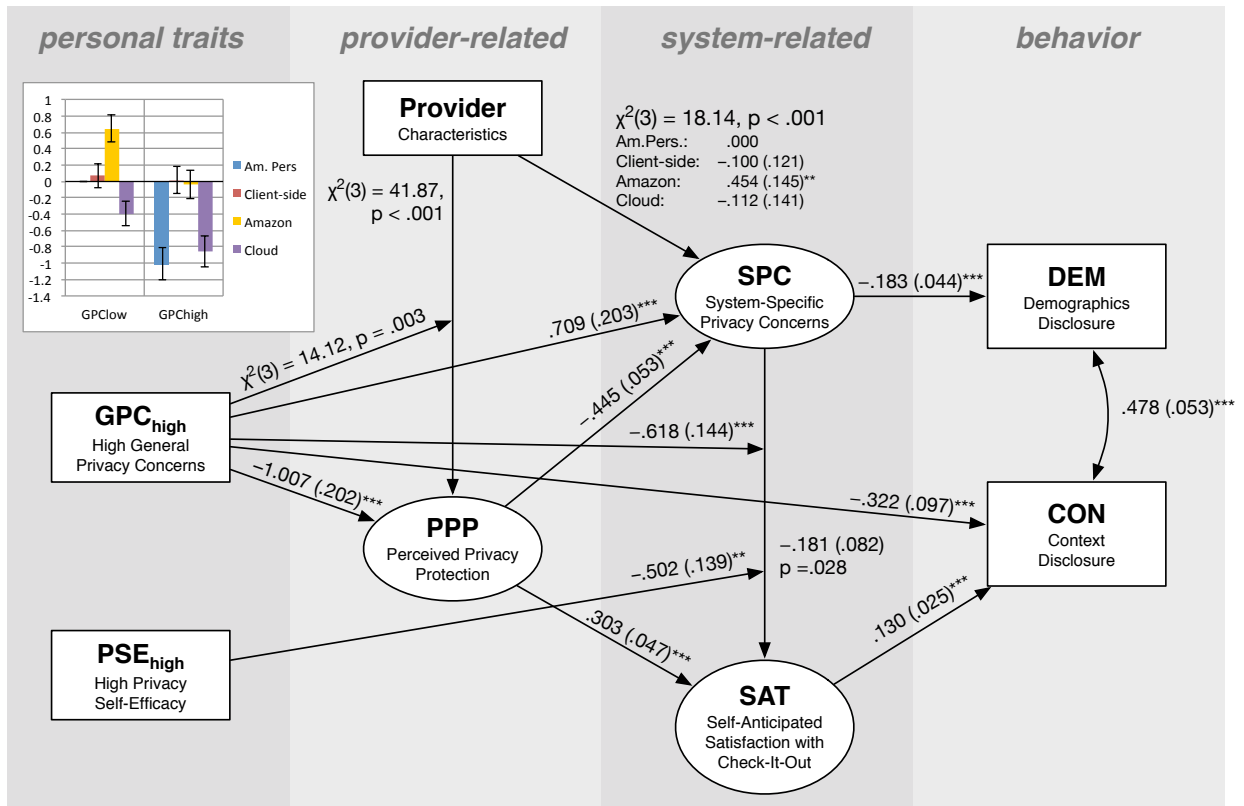 personal traits
provider-related
system-related
behavior
1
0.8
0.6
0.4
0.2
0
-0.2
-0.4
-0.6
-0.8
-1
-1.2
-1.4
GPClow
GPChigh
Am. Pers
Client-side
Amazon
Cloud
Provider
Characteristics
χ2(3) = 41.87,
p < .001
χ2(3) = 18.14, p < .001
Am.Pers.: .000
Client-side: −.100 (.121)
Amazon: .454 (.145)**
Cloud: −.112 (.141)
SPC
System-Specific
Privacy Concerns
−.183 (.044)***
DEM
Demographics
Disclosure
χ2(3) = 14.12, p = .003
.709 (.203)***
−.445 (.053)***
.478 (.053)***
GPChigh
High General
Privacy Concerns
−.618 (.144)***
−1.007 (.202)***
−.322 (.097)***
PPP
Perceived Privacy
Protection
CON
Context
Disclosure
−.181 (.082)
p =.028
−.502 (.139)**
.303 (.047)***
.130 (.025)***
PSEhigh
High Privacy
Self-Efficacy
SAT
Self-Anticipated
Satisfaction with
Check-It-Out